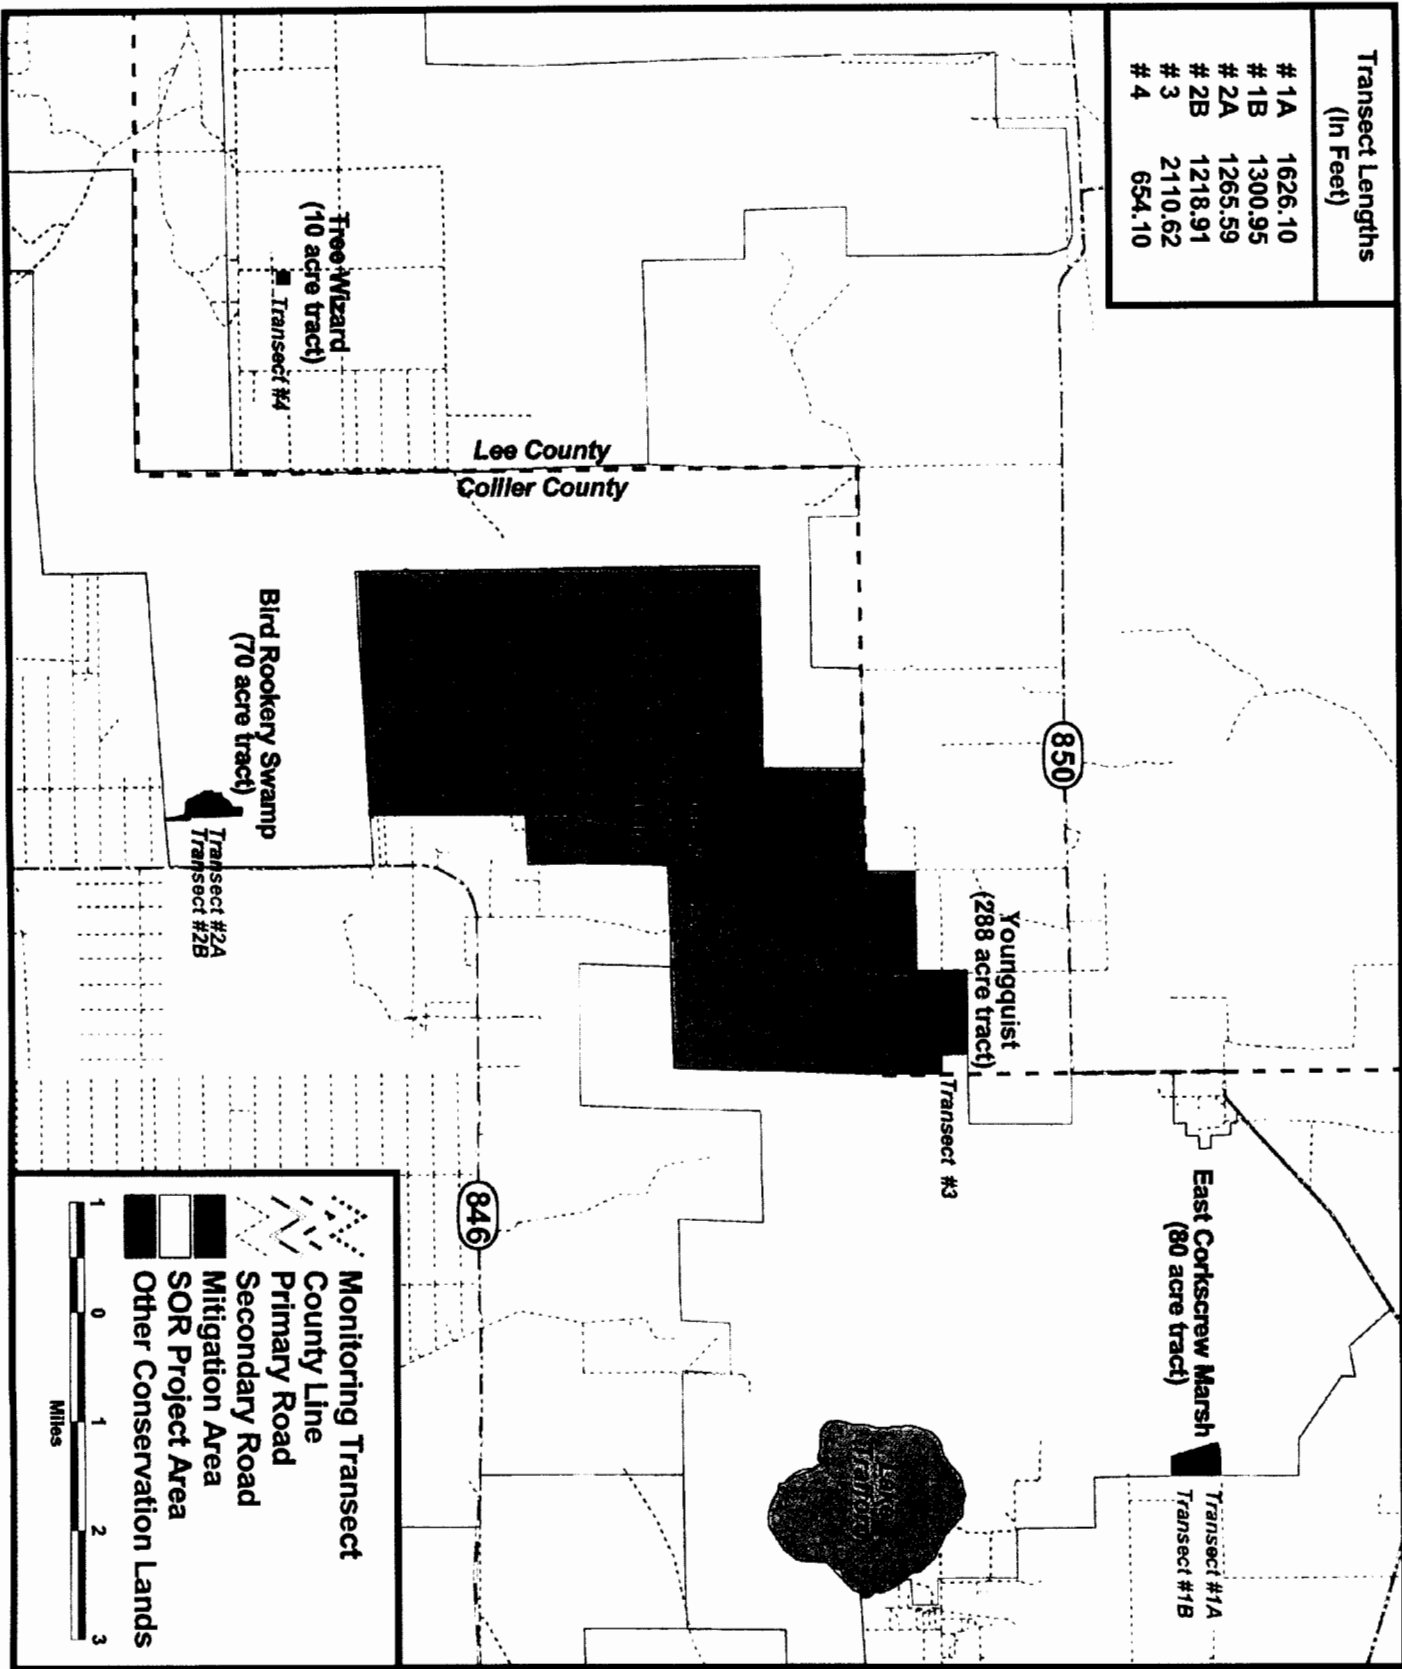 Transect Lengths
(In Feet)
#1A 1626.10
#1B 1300.95
#2A 1265.59
#2B 1218.91
#3 2110.62
#4 654.10
850
East Corkscrew Marsh
(80 acre tract)
Transect #1A
Transect #1B
Youngquist
(288 acre tract)
Transect #3
Lake
Trafford
Lee County
Collier County
Tree Wizard
(10 acre tract)
Transect #4
846
Bird Rookery Swamp
(70 acre tract)
Transect #2A
Transect #2B
Monitoring Transect
County Line
Primary Road
Secondary Road
Mitigation Area
SOR Project Area
Other Conservation Lands
1 0 1 2 3
Miles